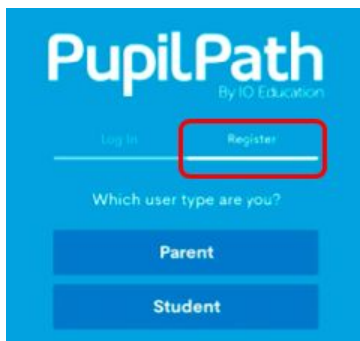 PupilPath
By IO Education
Log In Register
Which user type are you?
Parent
Student